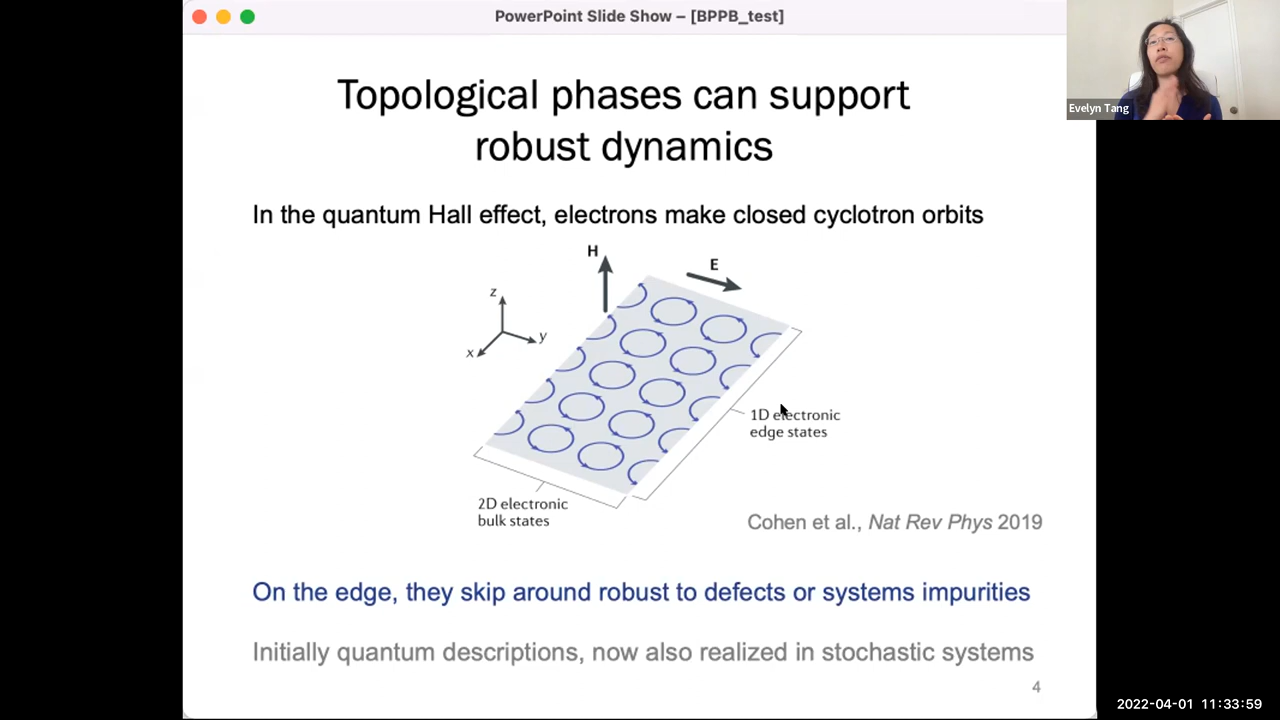 PowerPoint Slide Show – [BPPB_test]
Evelyn Tang
Topological phases can support
robust dynamics
In the quantum Hall effect, electrons make closed cyclotron orbits
H
E
z
y
x
1D electronic
edge states
2D electronic
bulk states
Cohen et al., Nat Rev Phys 2019
On the edge, they skip around robust to defects or systems impurities
Initially quantum descriptions, now also realized in stochastic systems
4
2022-04-01 11:33:59